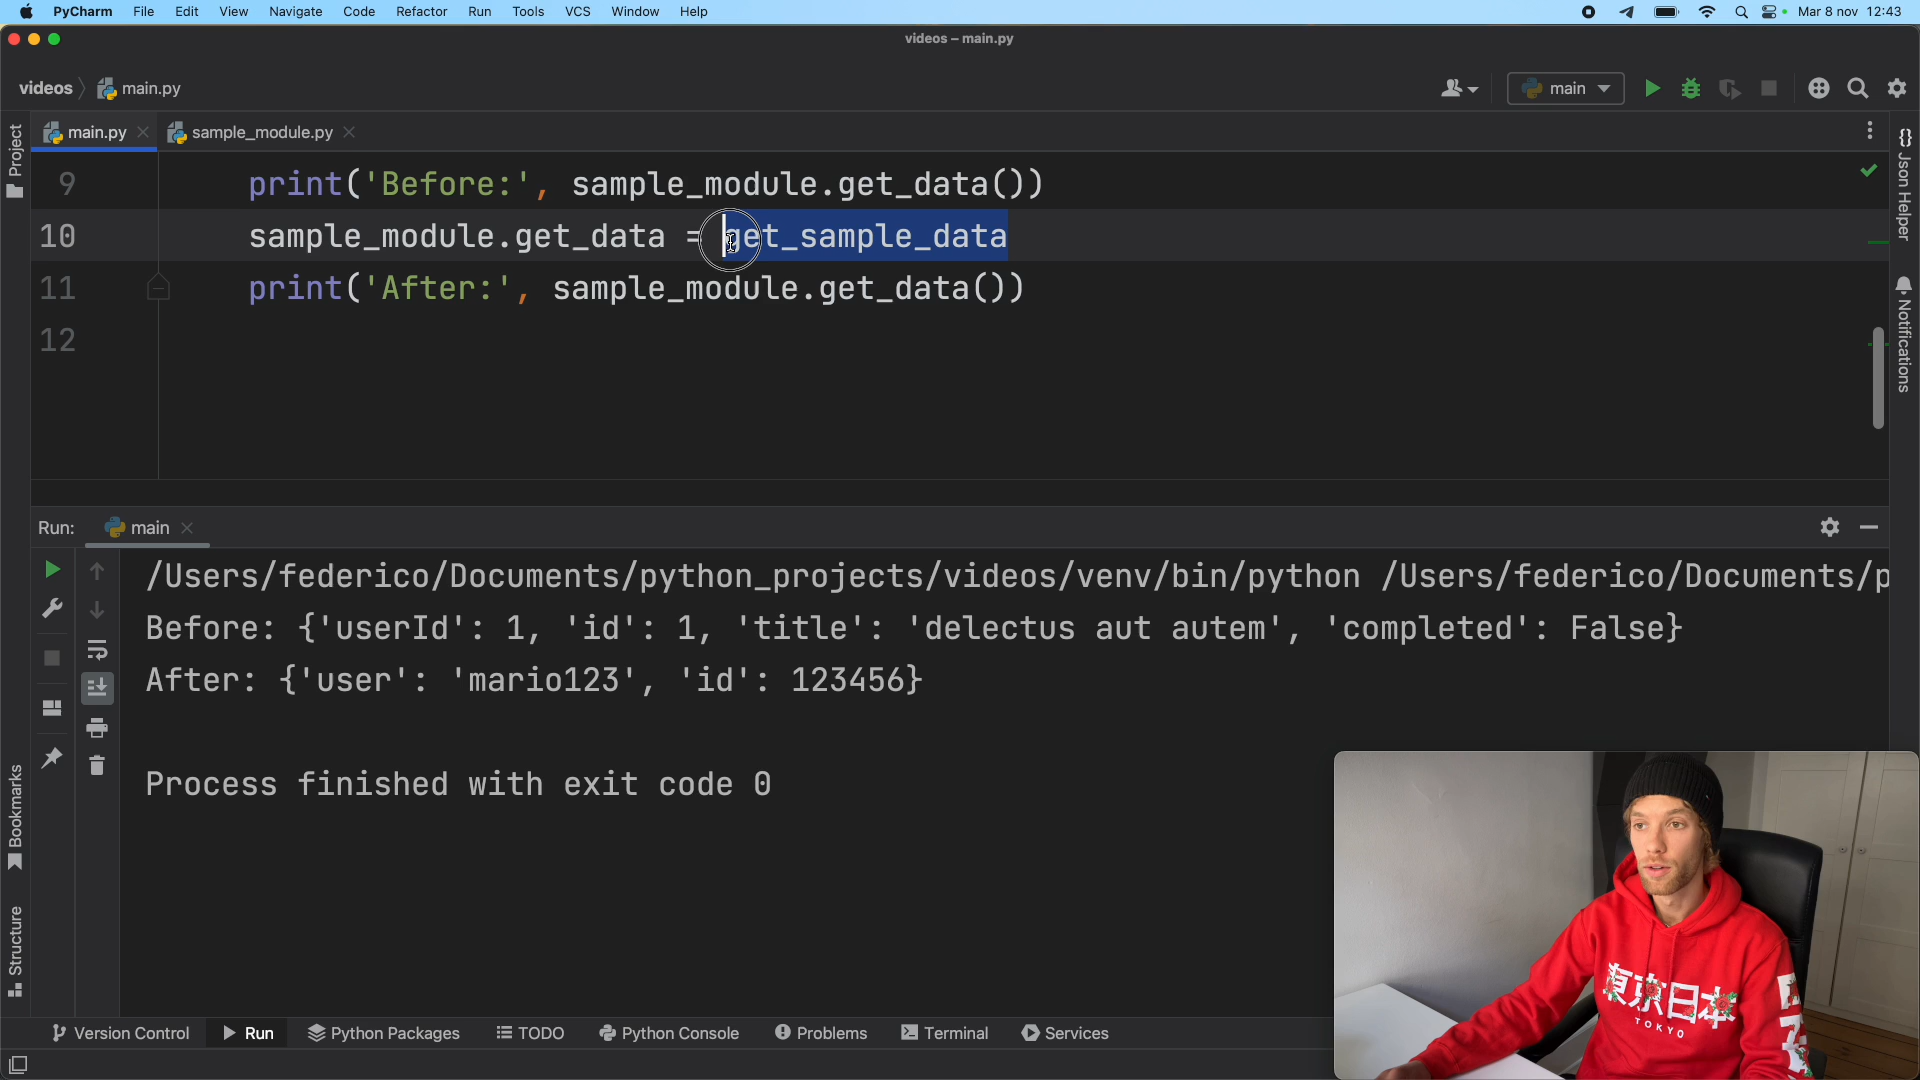 PyCharm File Edit View Navigate Code Refactor Run Tools VCS Window Help Mar 8 nov 12:43
videos – main.py
videos main.py main
main.py sample_module.py
Project
Json Helper
Notifications
9 print('Before:', sample_module.get_data())
10 sample_module.get_data = get_sample_data
11 print('After:', sample_module.get_data())
12
Run: main
/Users/federico/Documents/python_projects/videos/venv/bin/python /Users/federico/Documents/p
Before: {'userId': 1, 'id': 1, 'title': 'delectus aut autem', 'completed': False}
After: {'user': 'mario123', 'id': 123456}
Process finished with exit code 0
Bookmarks
Structure
東京日本
TOKYO
Version Control Run Python Packages TODO Python Console Problems Terminal Services